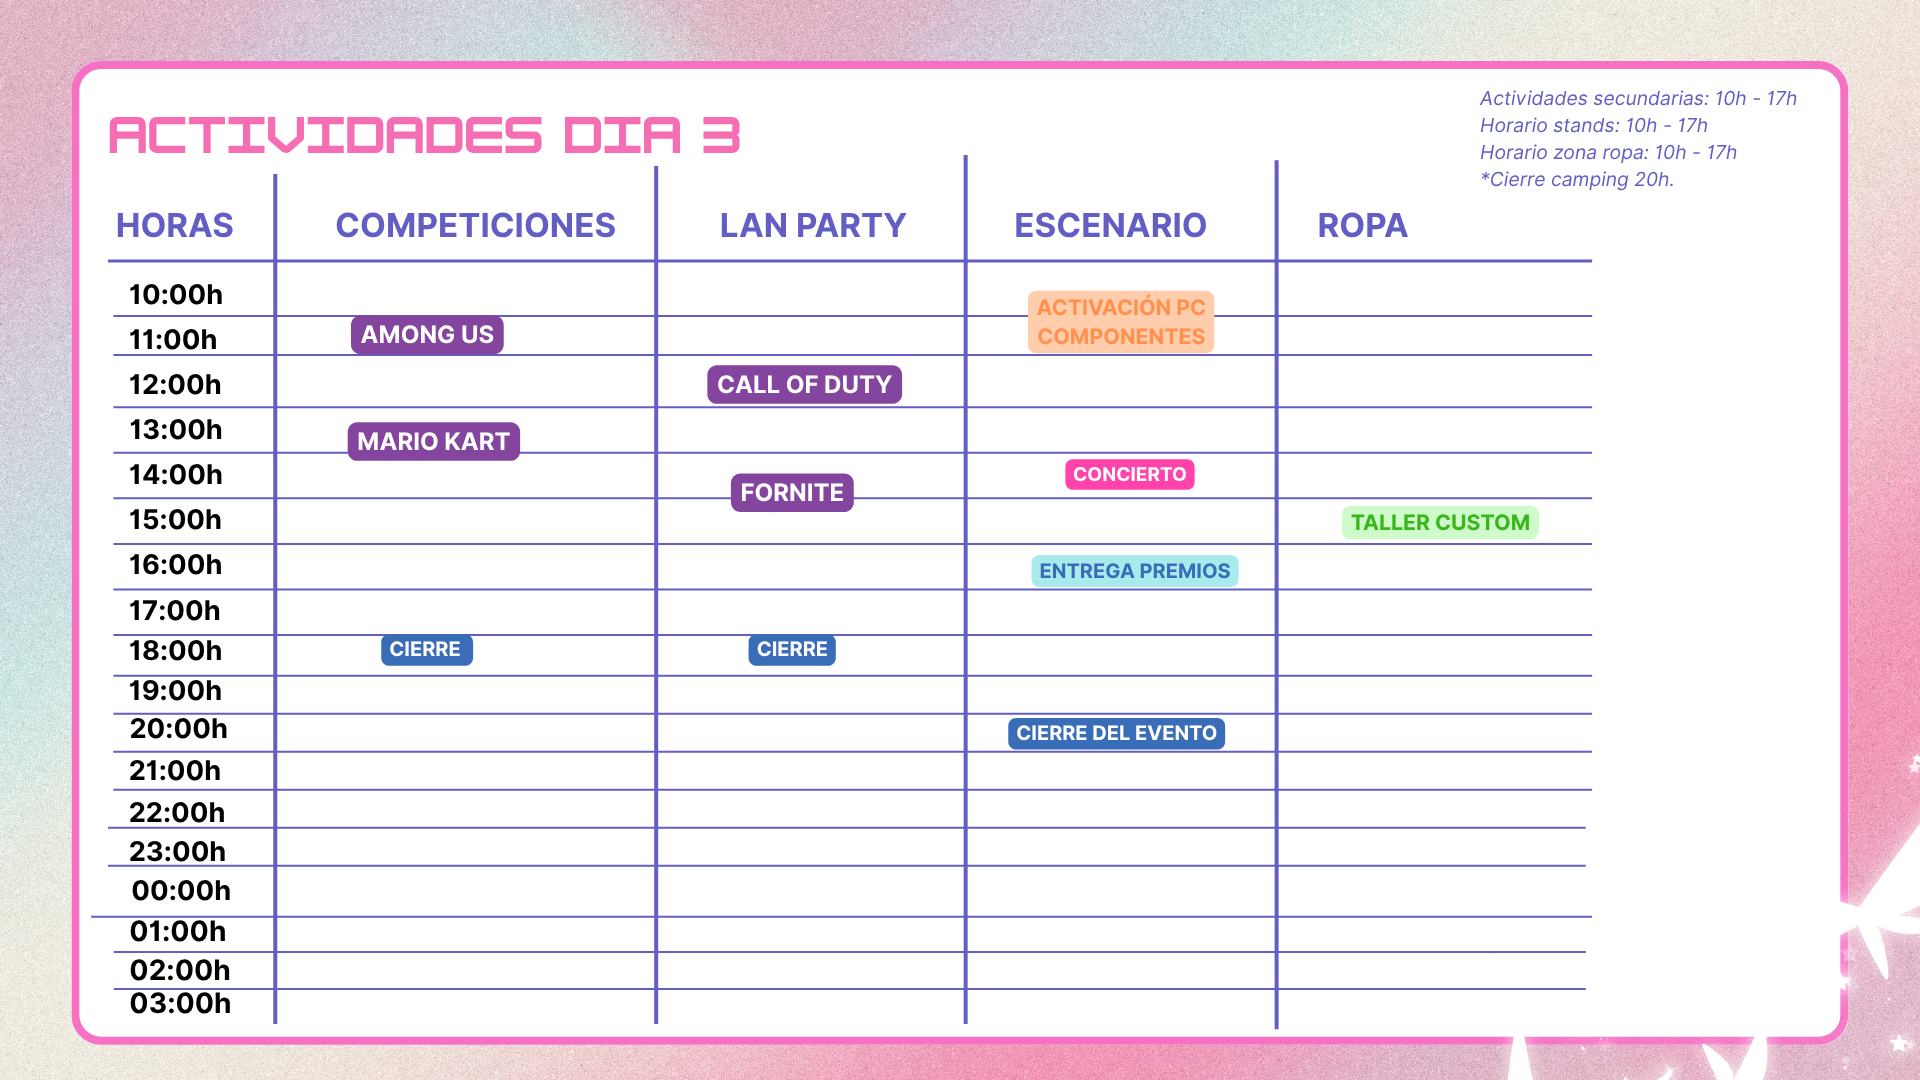 Actividades secundarias: 10h - 17h
Horario stands: 10h - 17h
Horario zona ropa: 10h - 17h
*Cierre camping 20h.
ACTIVIDADES DIA 3
HORAS COMPETICIONES LAN PARTY ESCENARIO ROPA
10:00h
ACTIVACIÓN PC
COMPONENTES
11:00h AMONG US
12:00h CALL OF DUTY
13:00h
MARIO KART
14:00h CONCIERTO
FORNITE
15:00h TALLER CUSTOM
16:00h ENTREGA PREMIOS
17:00h
18:00h CIERRE CIERRE
19:00h
20:00h CIERRE DEL EVENTO
21:00h
22:00h
23:00h
00:00h
01:00h
02:00h
03:00h